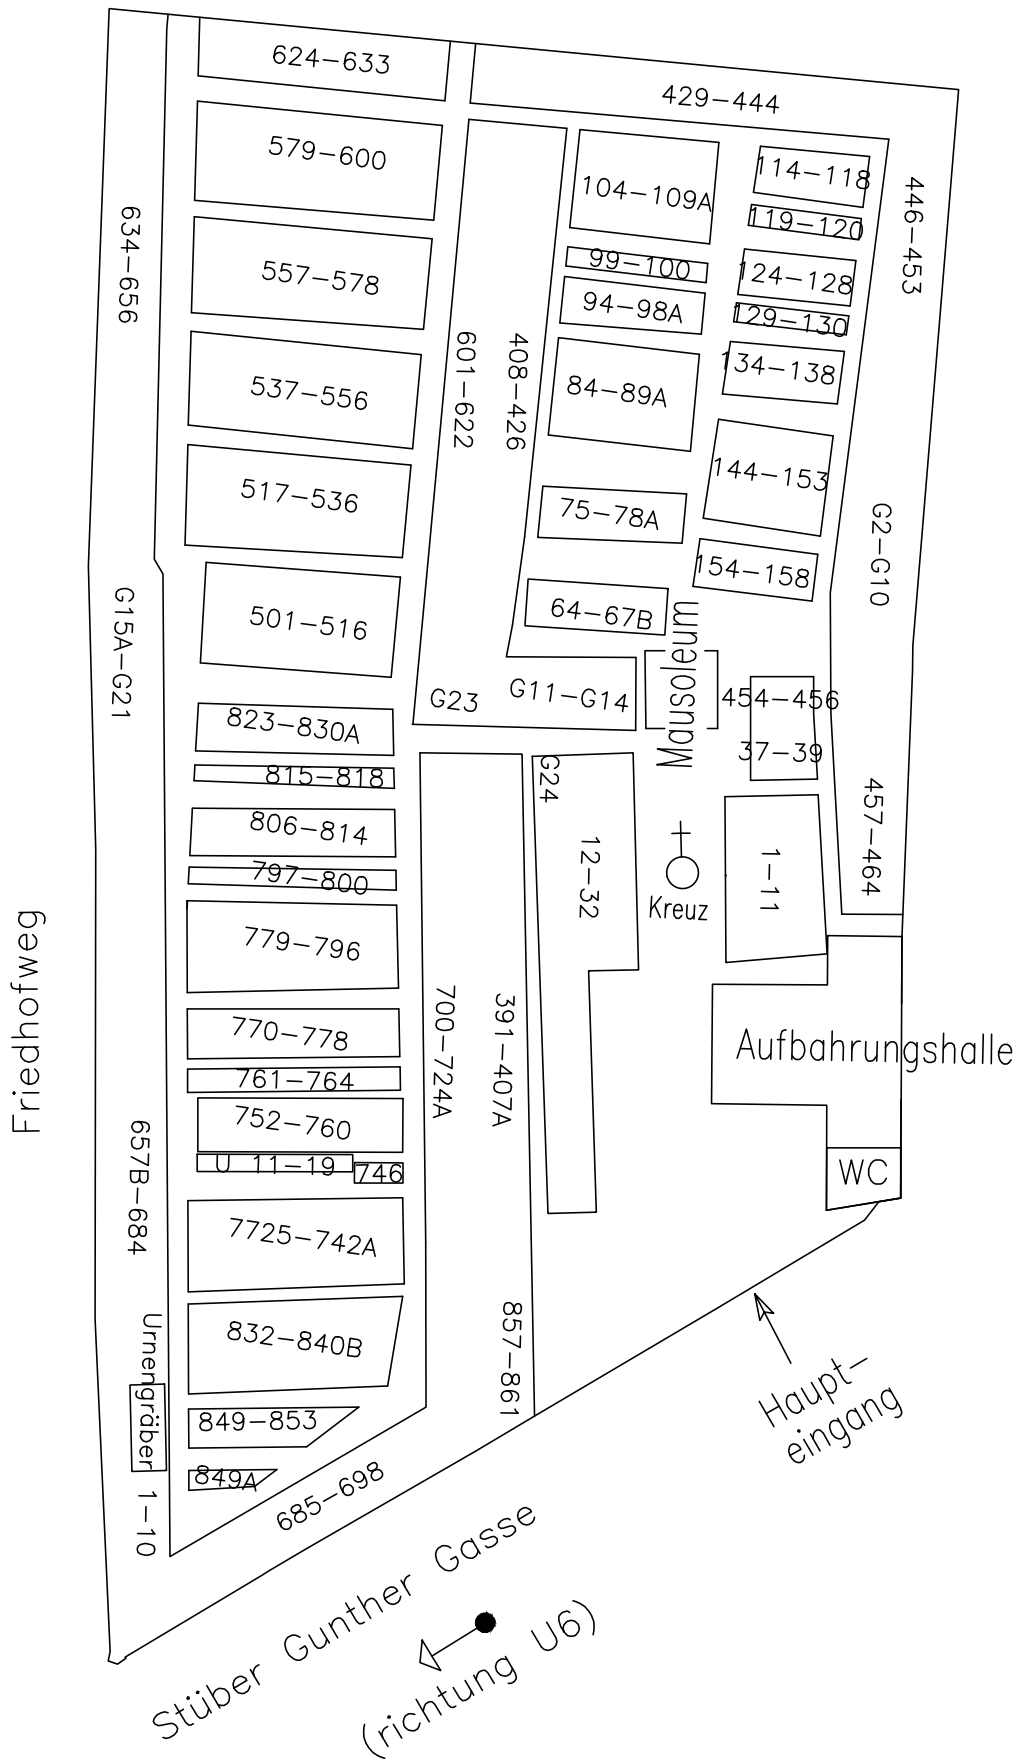 624-633
429-444
579-600
104-109A
114-118
446-453
119-120
634-656
557-578
99-100
124-128
94-98A
129-130
601-622
408-426
134-138
537-556
84-89A
144-153
517-536
75-78A
G2-G10
154-158
G15A-G21
501-516
64-67B
Mausoleum
G23
G11-G14
454-456
823-830A
37-39
815-818
G24
806-814
12-32
1-11
457-464
797-800
Kreuz
Friedhofweg
779-796
700-724A
391-407A
770-778
Aufbahrungshalle
761-764
752-760
657B-684
U 11-19
746
WC
7725-742A
832-840B
857-861
Urnengräber 1-10
849-853
Haupt-
eingang
849A
685-698
Stüber Gunther Gasse
(richtung U6)